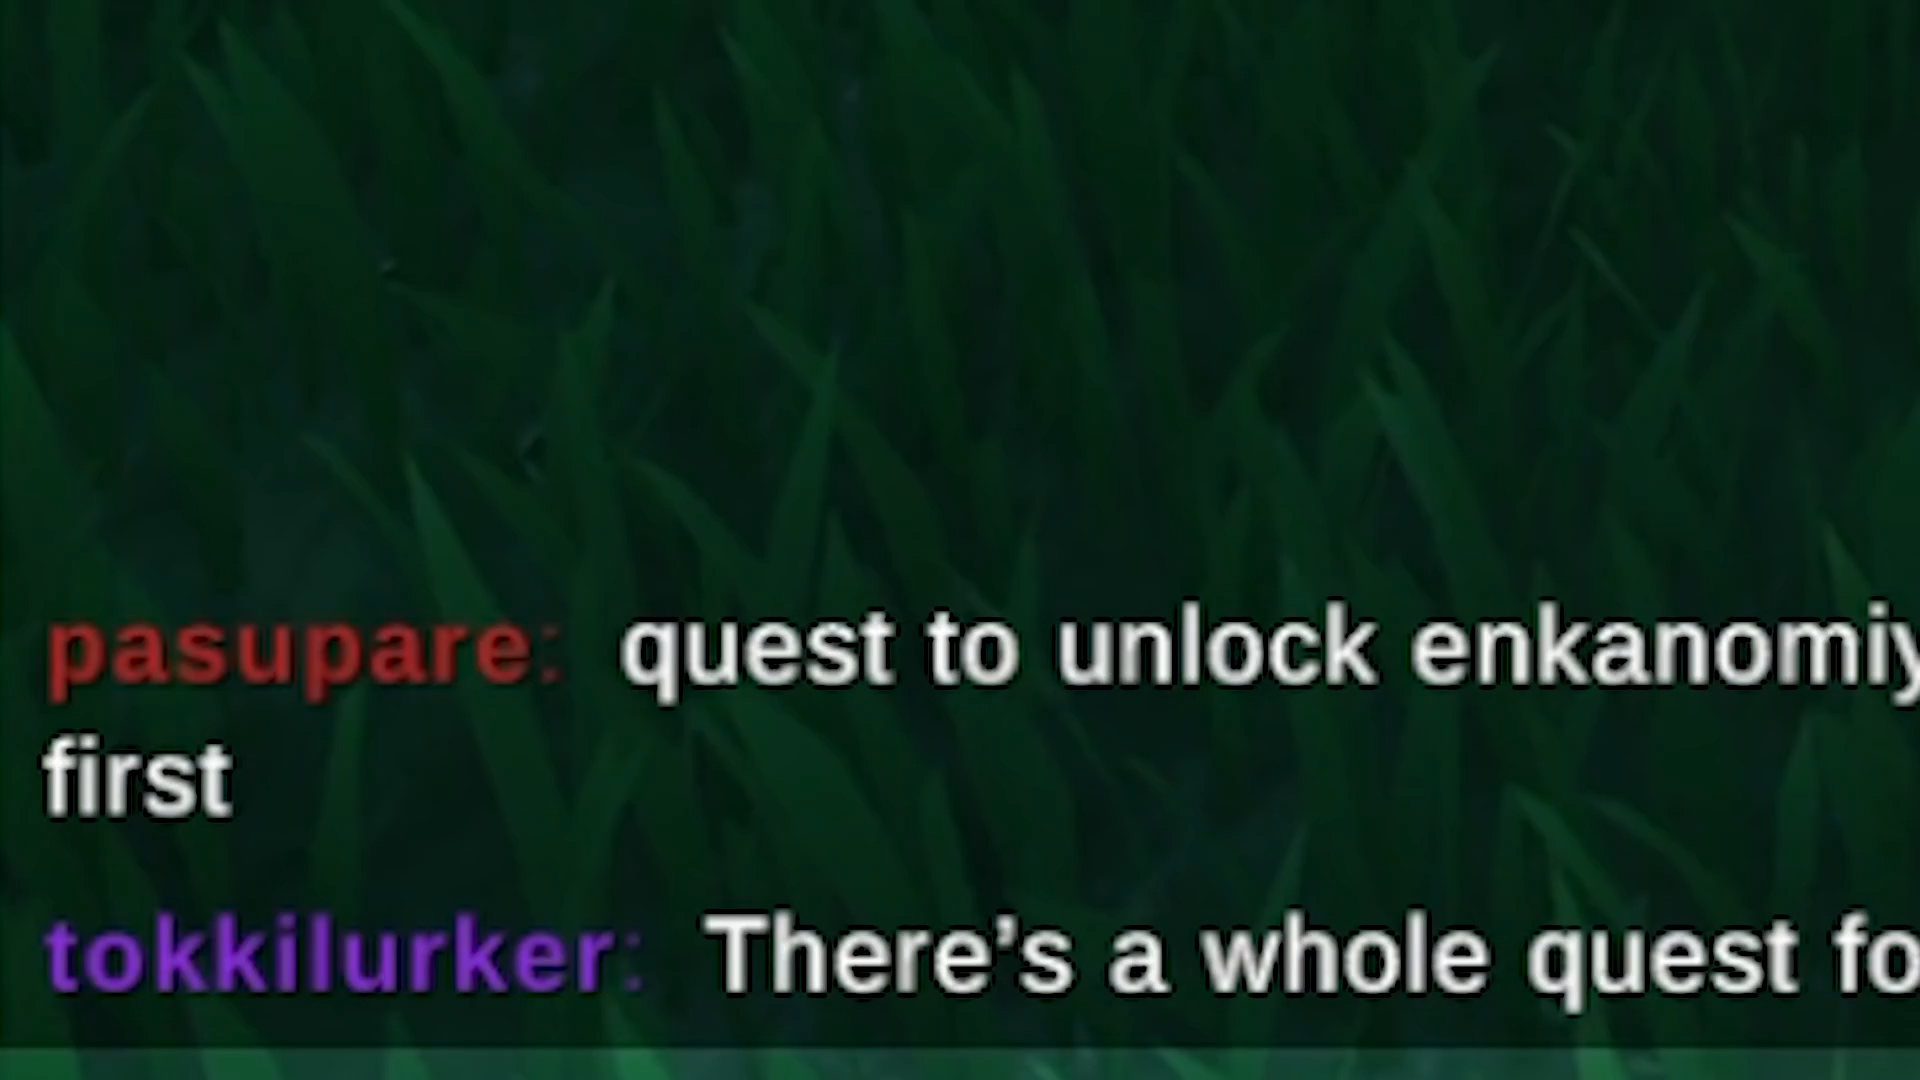 pasupare: quest to unlock enkanomiy
first
tokkilurker: There’s a whole quest fo